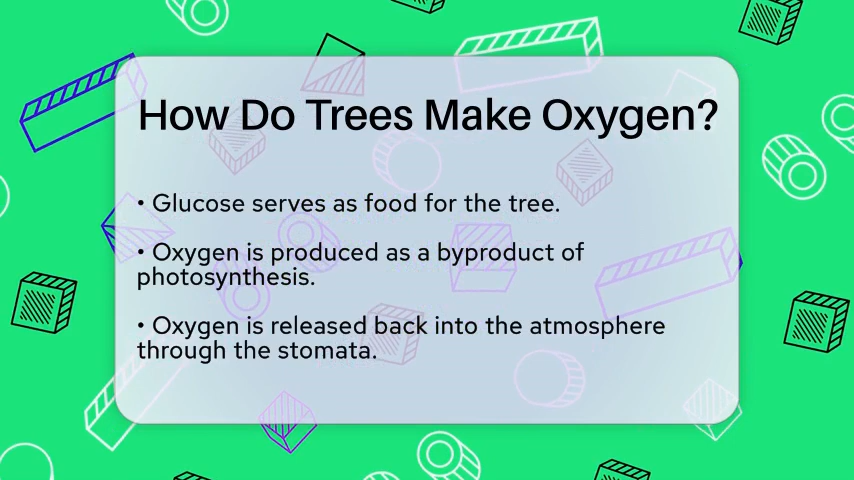 How Do Trees Make Oxygen?
• Glucose serves as food for the tree.
• Oxygen is produced as a byproduct of
photosynthesis.
• Oxygen is released back into the atmosphere
through the stomata.